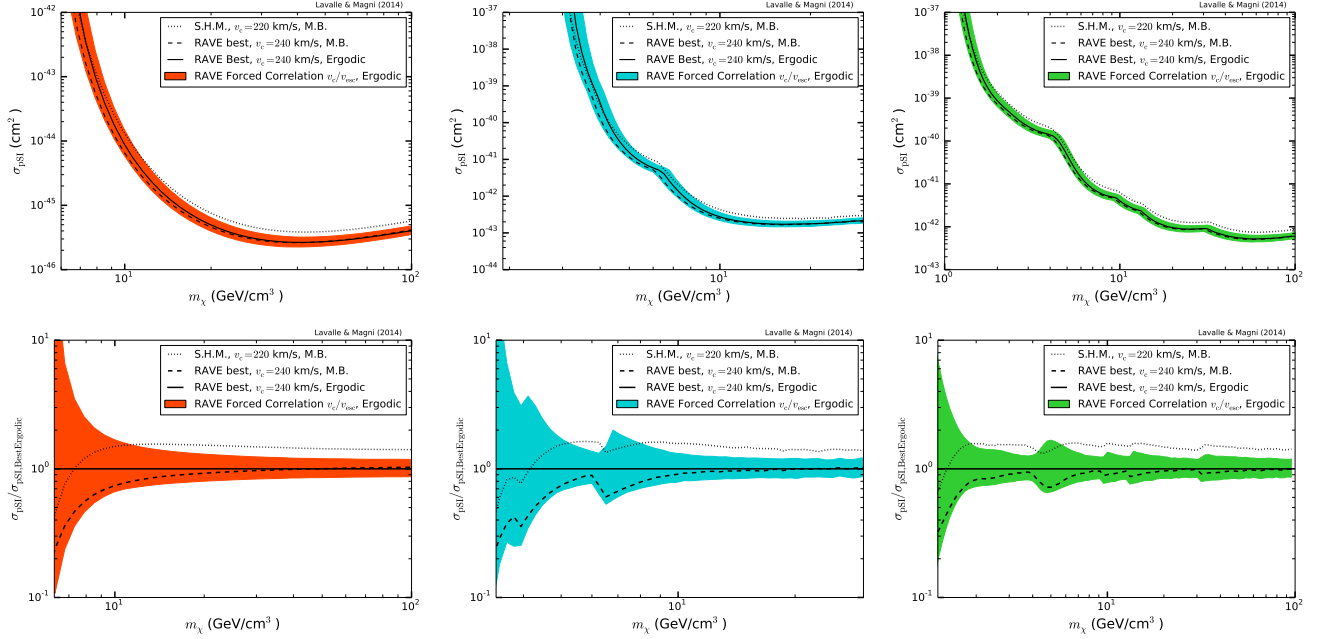 Lavalle & Magni (2014)
S.H.M., v_c=220 km/s, M.B.
RAVE best, v_c=240 km/s, M.B.
RAVE Best, v_c=240 km/s, Ergodic
RAVE Forced Correlation v_c/v_esc, Ergodic
10^-42
10^-43
10^-44
10^-45
10^-46
σ_pSI (cm^2)
10^1
10^2
m_χ (GeV/cm^3 )
Lavalle & Magni (2014)
S.H.M., v_c=220 km/s, M.B.
RAVE best, v_c=240 km/s, M.B.
RAVE Best, v_c=240 km/s, Ergodic
RAVE Forced Correlation v_c/v_esc, Ergodic
10^-37
10^-38
10^-39
10^-40
10^-41
10^-42
10^-43
10^-44
σ_pSI (cm^2)
10^1
m_χ (GeV/cm^3 )
Lavalle & Magni (2014)
S.H.M., v_c=220 km/s, M.B.
RAVE best, v_c=240 km/s, M.B.
RAVE Best, v_c=240 km/s, Ergodic
RAVE Forced Correlation v_c/v_esc, Ergodic
10^-37
10^-38
10^-39
10^-40
10^-41
10^-42
10^-43
σ_pSI (cm^2)
10^0
10^1
10^2
m_χ (GeV/cm^3 )
Lavalle & Magni (2014)
S.H.M., v_c=220 km/s, M.B.
RAVE best, v_c=240 km/s, M.B.
RAVE best, v_c=240 km/s, Ergodic
RAVE Forced Correlation v_c/v_esc, Ergodic
10^1
10^0
10^-1
σ_pSI/σ_pSI,BestErgodic
10^1
10^2
m_χ (GeV/cm^3 )
Lavalle & Magni (2014)
S.H.M., v_c=220 km/s, M.B.
RAVE best, v_c=240 km/s, M.B.
RAVE best, v_c=240 km/s, Ergodic
RAVE Forced Correlation v_c/v_esc, Ergodic
10^1
10^0
10^-1
σ_pSI/σ_pSI,BestErgodic
10^1
m_χ (GeV/cm^3 )
Lavalle & Magni (2014)
S.H.M., v_c=220 km/s, M.B.
RAVE best, v_c=240 km/s, M.B.
RAVE best, v_c=240 km/s, Ergodic
RAVE Forced Correlation v_c/v_esc, Ergodic
10^1
10^0
10^-1
σ_pSI/σ_pSI,BestErgodic
10^1
10^2
m_χ (GeV/cm^3 )